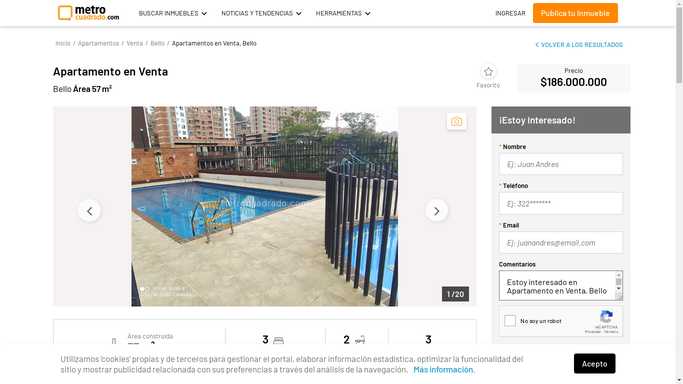 metro
cuadrado.com
BUSCAR INMUEBLES
NOTICIAS Y TENDENCIAS
HERRAMIENTAS
INGRESAR
Publica tu Inmueble
Inicio / Apartamentos / Venta / Bello / Apartamentos en Venta, Bello
VOLVER A LOS RESULTADOS
Apartamento en Venta
Bello Área 57 m²
Favorito
Precio
$186.000.000
metrocuadrado.com
1 / 20
¡Estoy interesado!
* Nombre
Ej: Juan Andres
* Teléfono
Ej: 322*******
* Email
Ej: juanandres@email.com
Comentarios
Estoy interesado en
Apartamento en Venta, Bello
No soy un robot
reCAPTCHA
Privacidad - Términos
Área construida
3
2
3
Utilizamos 'cookies' propias y de terceros para gestionar el portal, elaborar información estadística, optimizar la funcionalidad del
sitio y mostrar publicidad relacionada con sus preferencias a través del análisis de la navegación. Más información.
Acepto